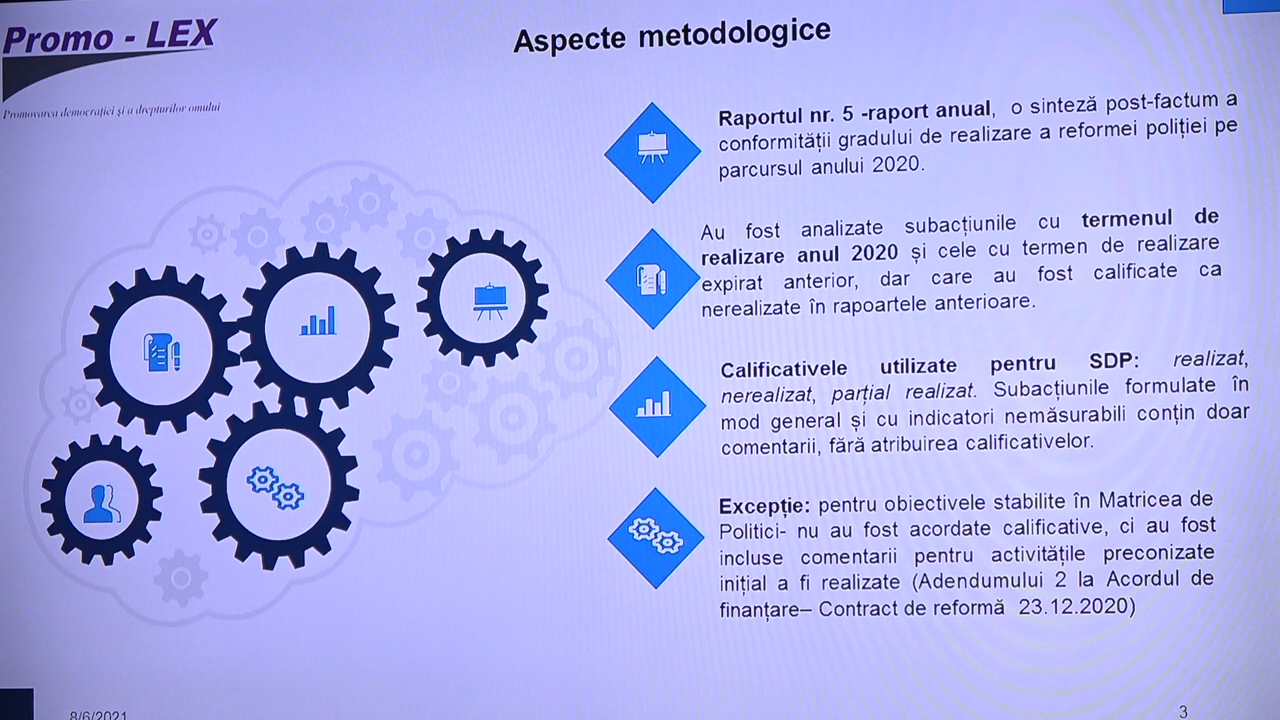 Promo - LEX
Promovarea democrației și a drepturilor omului
Aspecte metodologice
Raportul nr. 5 -raport anual, o sinteză post-factum a
conformității gradului de realizare a reformei poliției pe
parcursul anului 2020.
Au fost analizate subacțiunile cu termenul de
realizare anul 2020 și cele cu termen de realizare
expirat anterior, dar care au fost calificate ca
nerealizate în rapoartele anterioare.
Calificativele utilizate pentru SDP: realizat,
nerealizat, parțial realizat. Subacțiunile formulate în
mod general și cu indicatori nemăsurabili conțin doar
comentarii, fără atribuirea calificativelor.
Excepție: pentru obiectivele stabilite în Matricea de
Politici- nu au fost acordate calificative, ci au fost
incluse comentarii pentru activitățile preconizate
inițial a fi realizate (Adendumului 2 la Acordul de
finanțare– Contract de reformă 23.12.2020)
8/6/2021
3